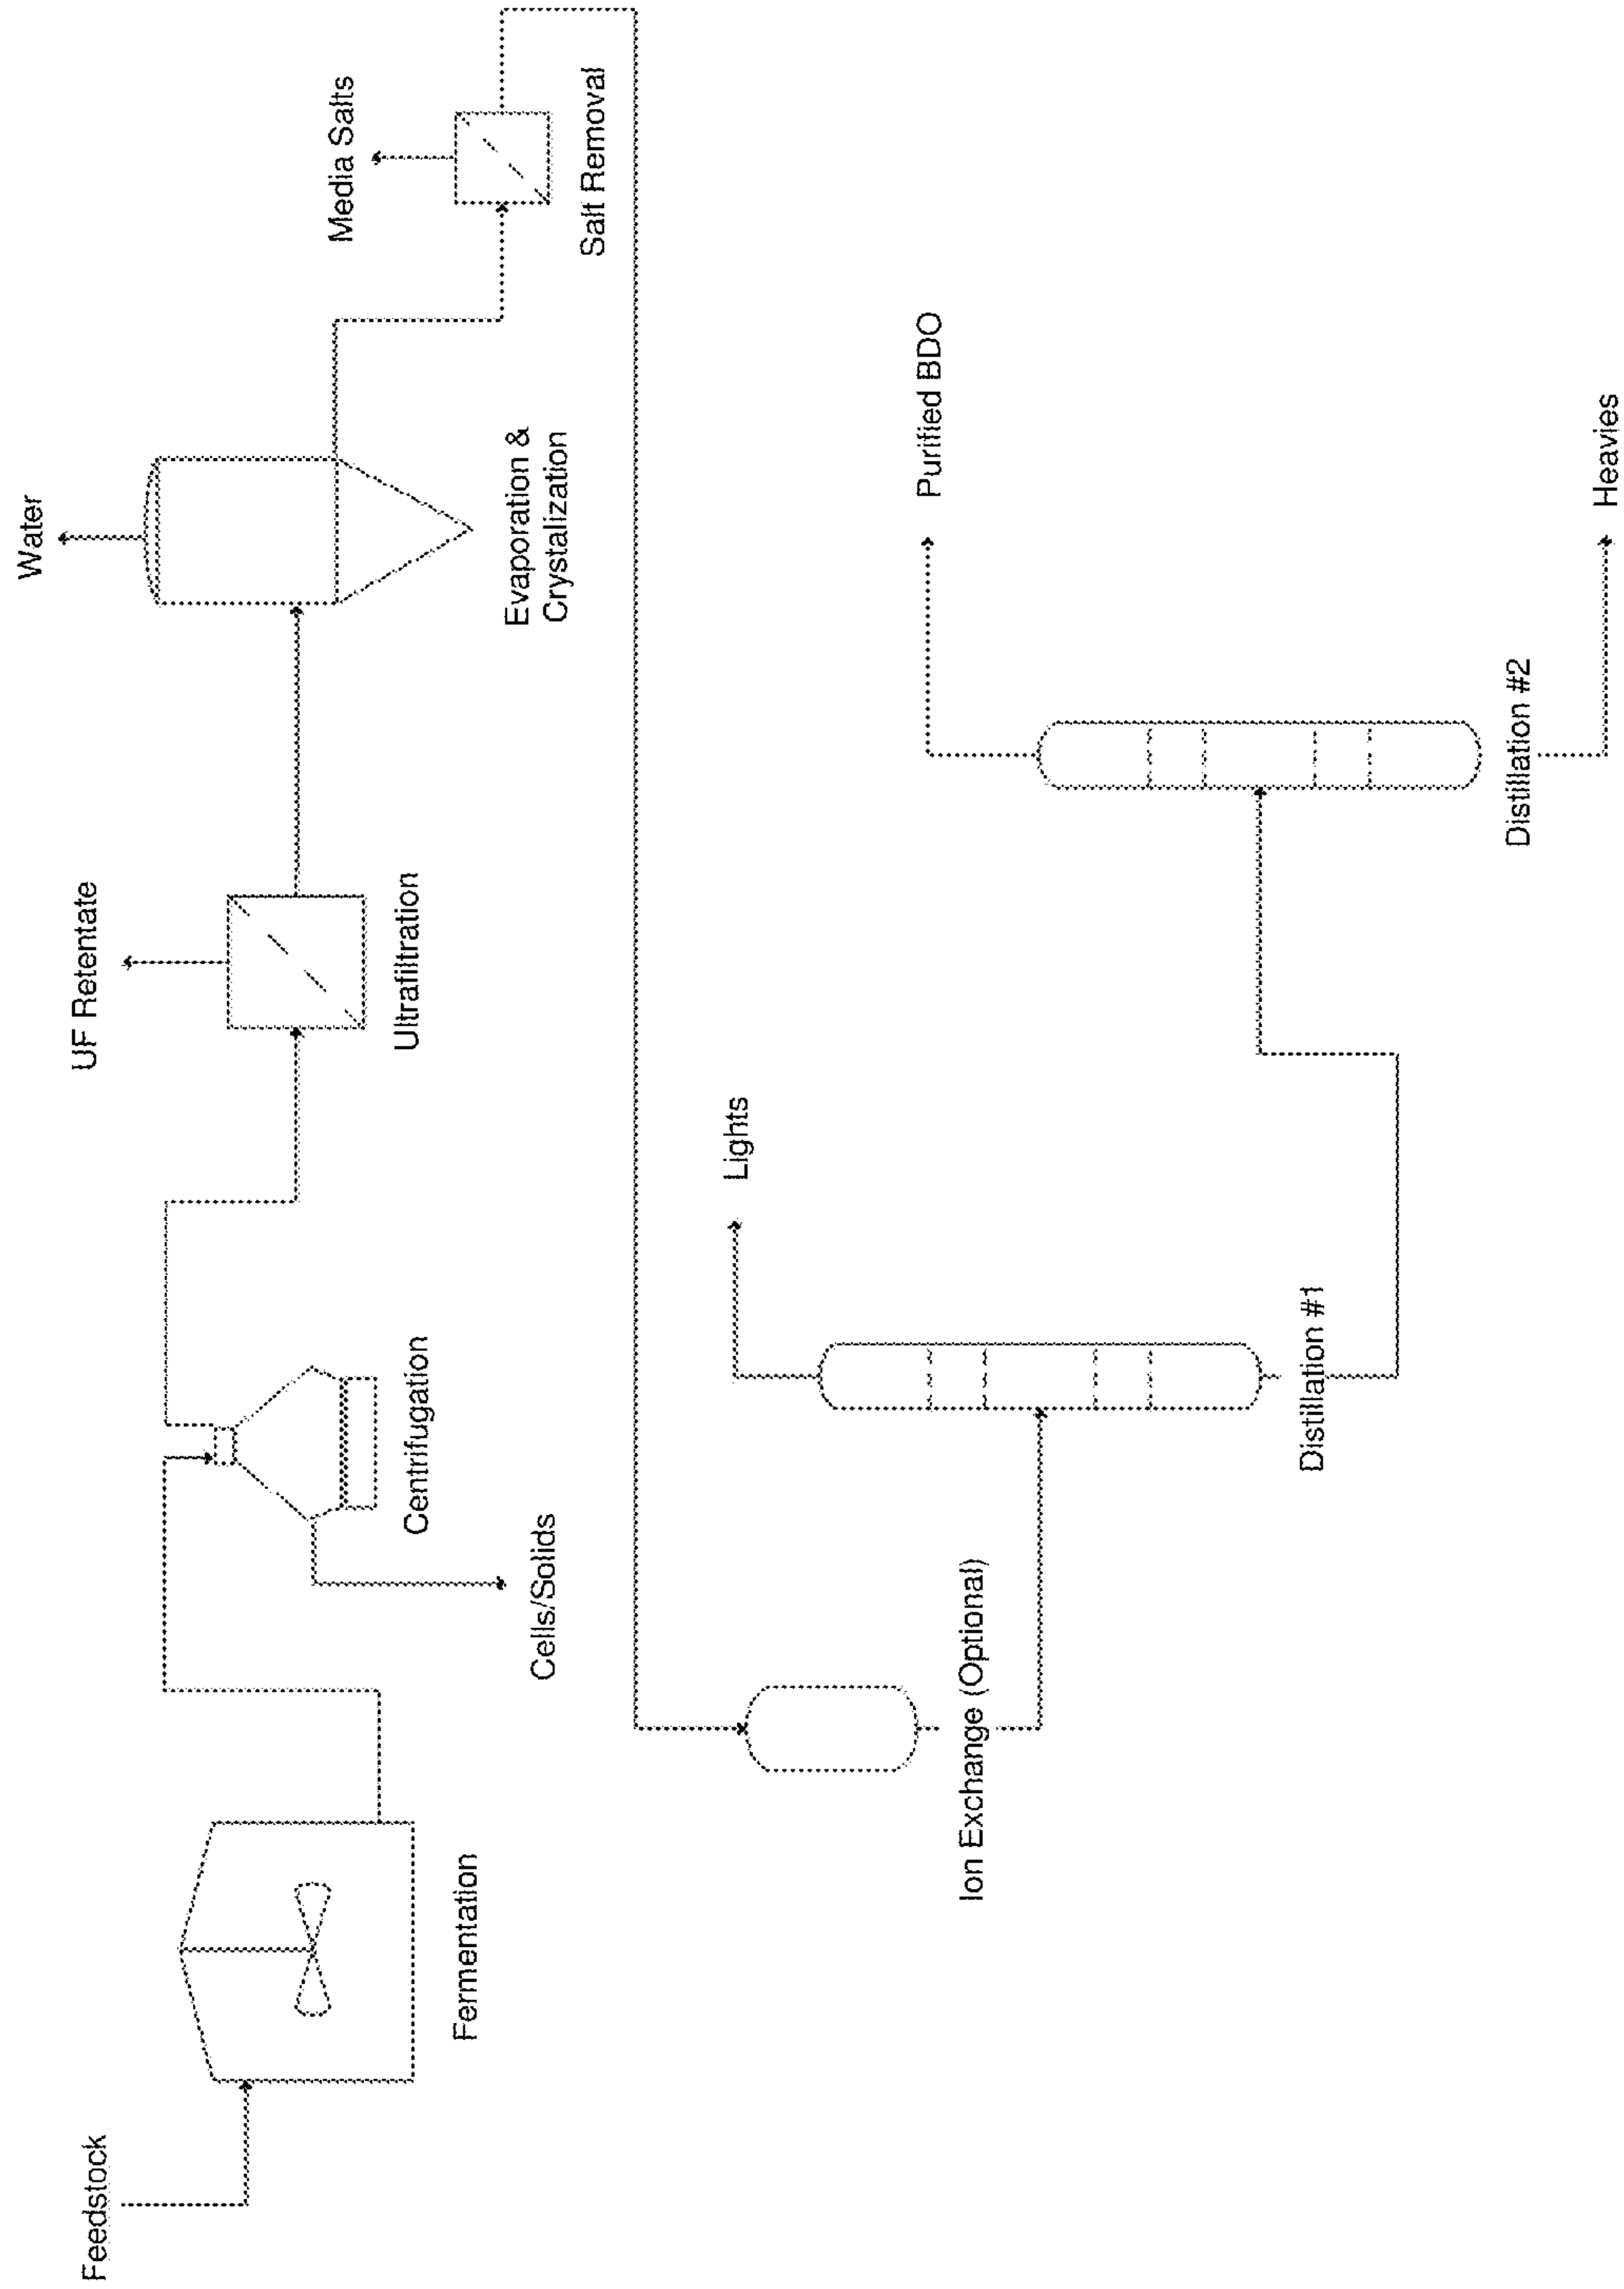 Feedstock
Fermentation
Cells/Solids
Centrifugation
UF Retentate
Ultrafiltration
Water
Evaporation &
Crystalization
Media Salts
Salt Removal
Ion Exchange (Optional)
Lights
Distillation #1
Purified BDO
Distillation #2
Heavies